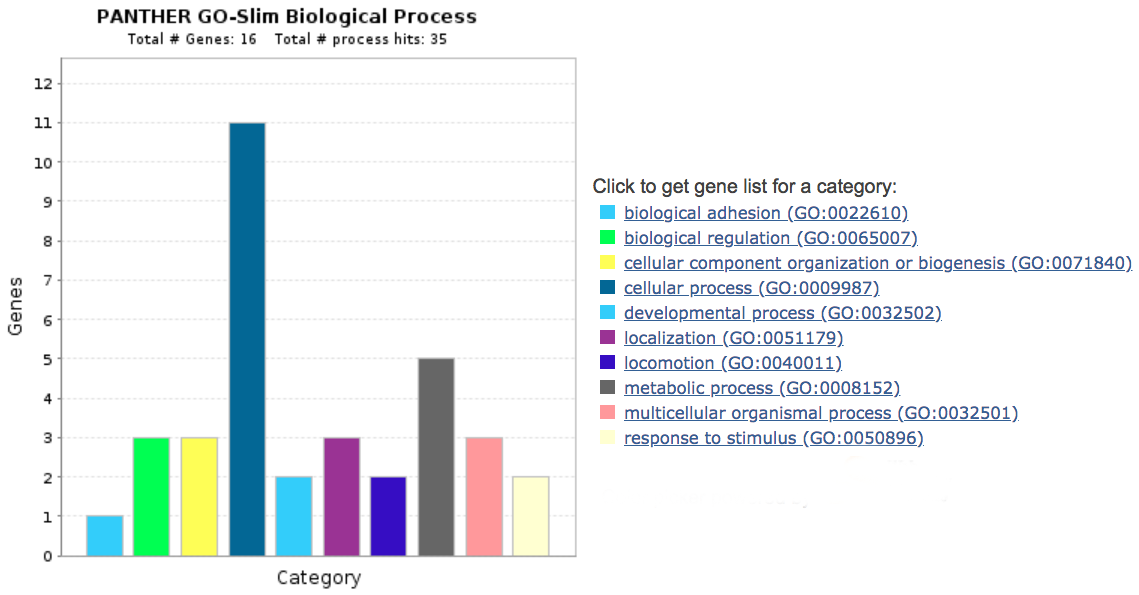 PANTHER GO-Slim Biological Process
Total # Genes: 16 Total # process hits: 35
12
11
10
9
8
7
6
5
4
3
2
1
0
Genes
Category
Click to get gene list for a category:
biological adhesion (GO:0022610)
biological regulation (GO:0065007)
cellular component organization or biogenesis (GO:0071840)
cellular process (GO:0009987)
developmental process (GO:0032502)
localization (GO:0051179)
locomotion (GO:0040011)
metabolic process (GO:0008152)
multicellular organismal process (GO:0032501)
response to stimulus (GO:0050896)